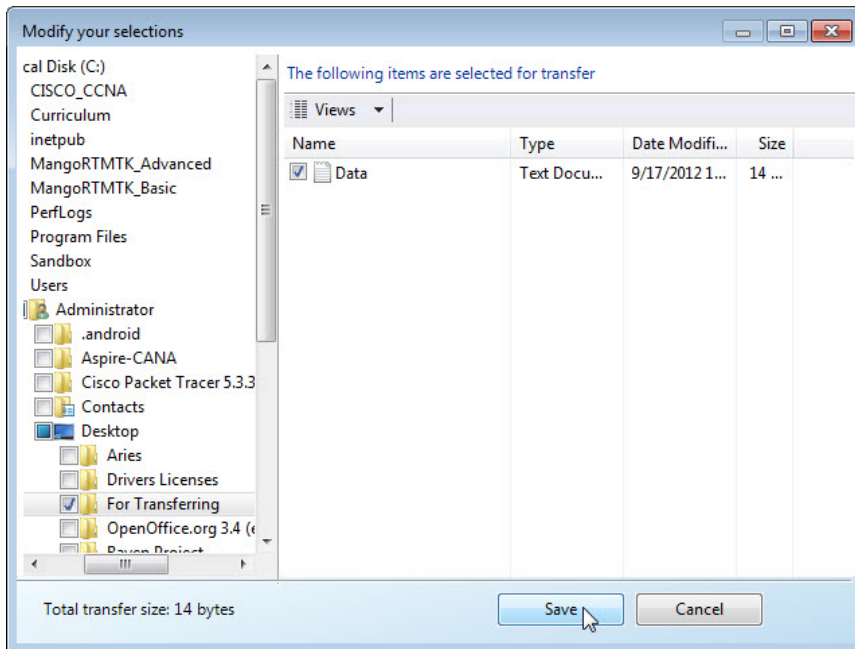 Modify your selections
cal Disk (C:)
CISCO_CCNA
Curriculum
inetpub
MangoRTMTK_Advanced
MangoRTMTK_Basic
PerfLogs
Program Files
Sandbox
Users
Administrator
.android
Aspire-CANA
Cisco Packet Tracer 5.3.3
Contacts
Desktop
Aries
Drivers Licenses
For Transferring
OpenOffice.org 3.4 (e
Raven Project
The following items are selected for transfer
Views
Name Type Date Modifi... Size
Data Text Docu... 9/17/2012 1... 14 ...
Total transfer size: 14 bytes
Save Cancel